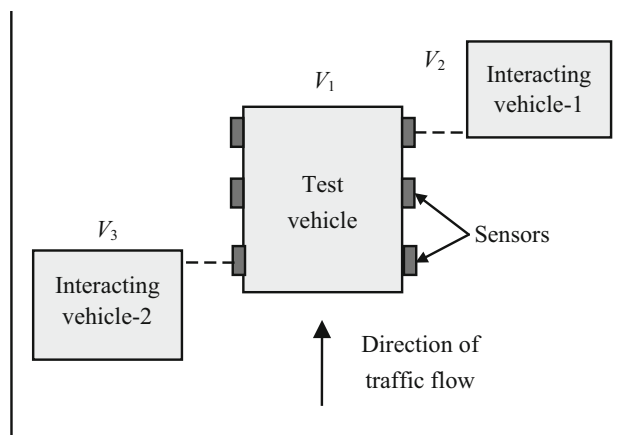 V₂
Interacting
vehicle-1
V₁
Test
vehicle
V₃
Sensors
Interacting
vehicle-2
Direction of
traffic flow